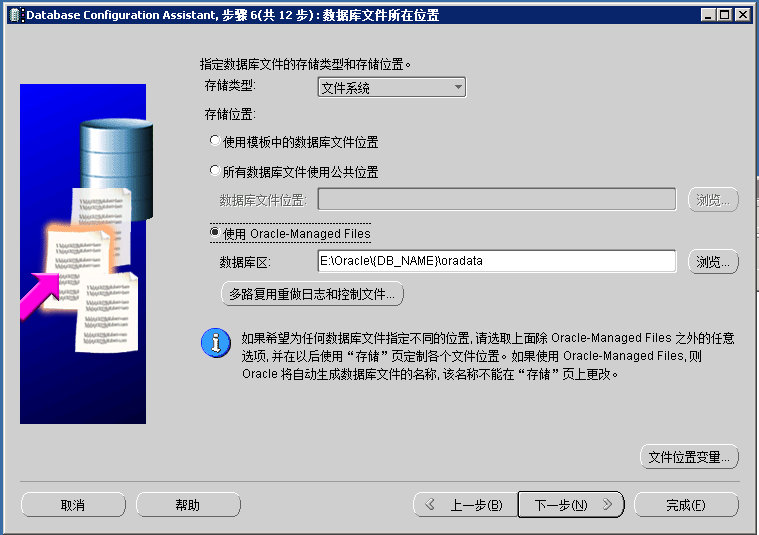 Database Configuration Assistant, 步骤 6(共 12 步) : 数据库文件所在位置
指定数据库文件的存储类型和存储位置。
存储类型:
文件系统
存储位置:
使用模板中的数据库文件位置
所有数据库文件使用公共位置
数据库文件位置:
浏览...
使用 Oracle-Managed Files
数据库区:
E:\Oracle\{DB_NAME}\oradata
浏览...
多路复用重做日志和控制文件...
如果希望为任何数据库文件指定不同的位置, 请选取上面除 Oracle-Managed Files 之外的任意
选项, 并在以后使用“存储”页定制各个文件位置。如果使用 Oracle-Managed Files, 则
Oracle 将自动生成数据库文件的名称, 该名称不能在“存储”页上更改。
文件位置变量...
取消
帮助
上一步(B)
下一步(N)
完成(F)